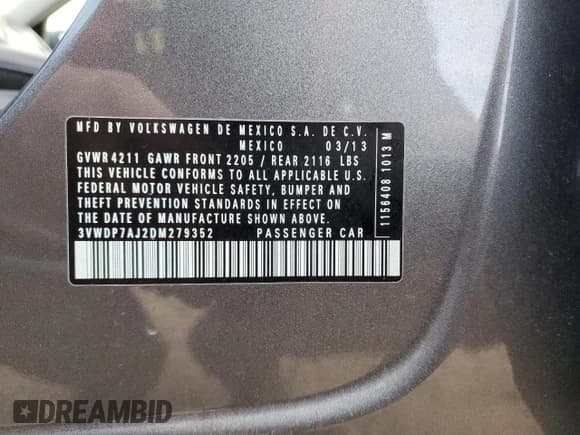 MFD BY VOLKSWAGEN DE MEXICO S.A. DE C.V.
MEXICO 03/13
GVWR 4211 GAWR FRONT 2205 / REAR 2116 LBS
THIS VEHICLE CONFORMS TO ALL APPLICABLE U.S.
FEDERAL MOTOR VEHICLE SAFETY, BUMPER AND
THEFT PREVENTION STANDARDS IN EFFECT ON
THE DATE OF MANUFACTURE SHOWN ABOVE.
3VWDP7AJ2DM279352 PASSENGER CAR
1156408 1013 M
DREAMBID